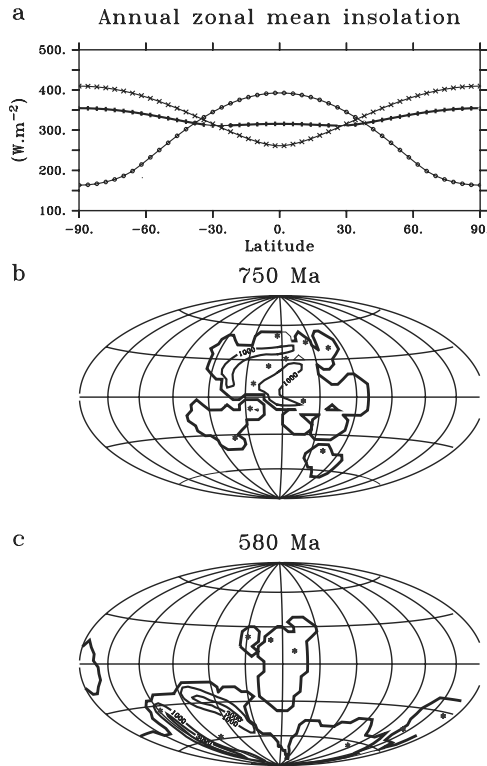 a
Annual zonal mean insolation
500.
400.
300.
200.
100.
(W.m−2)
−90. −60. −30. 0. 30. 60. 90.
Latitude
b
750 Ma
1000
1000
c
580 Ma
1000